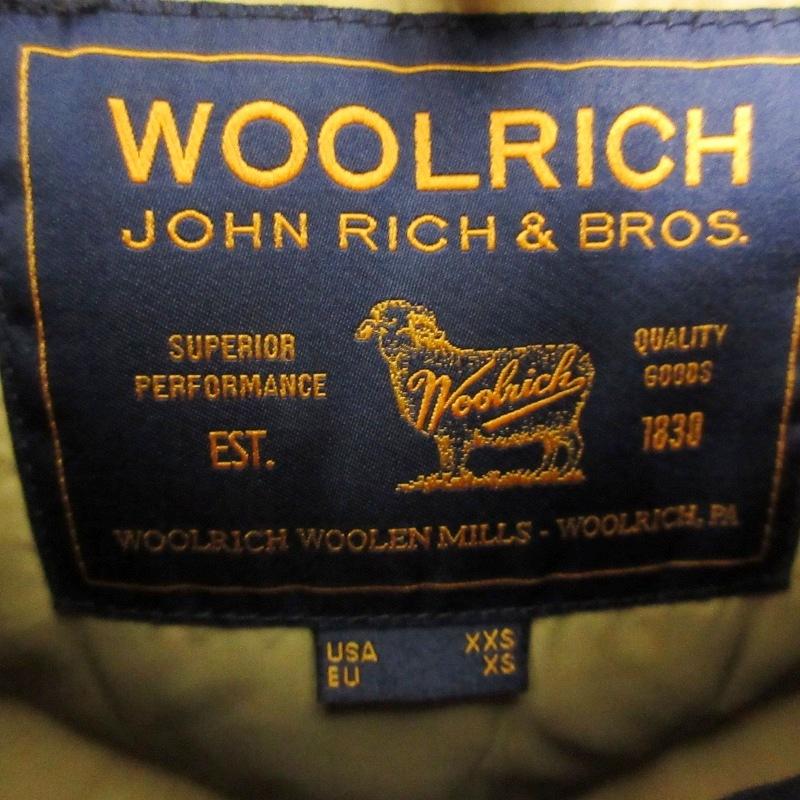 WOOLRICH
JOHN RICH & BROS.
SUPERIOR
PERFORMANCE
EST.
Woolrich
QUALITY
GOODS
1830
WOOLRICH WOOLEN MILLS - WOOLRICH, PA
USA XXS
EU XS